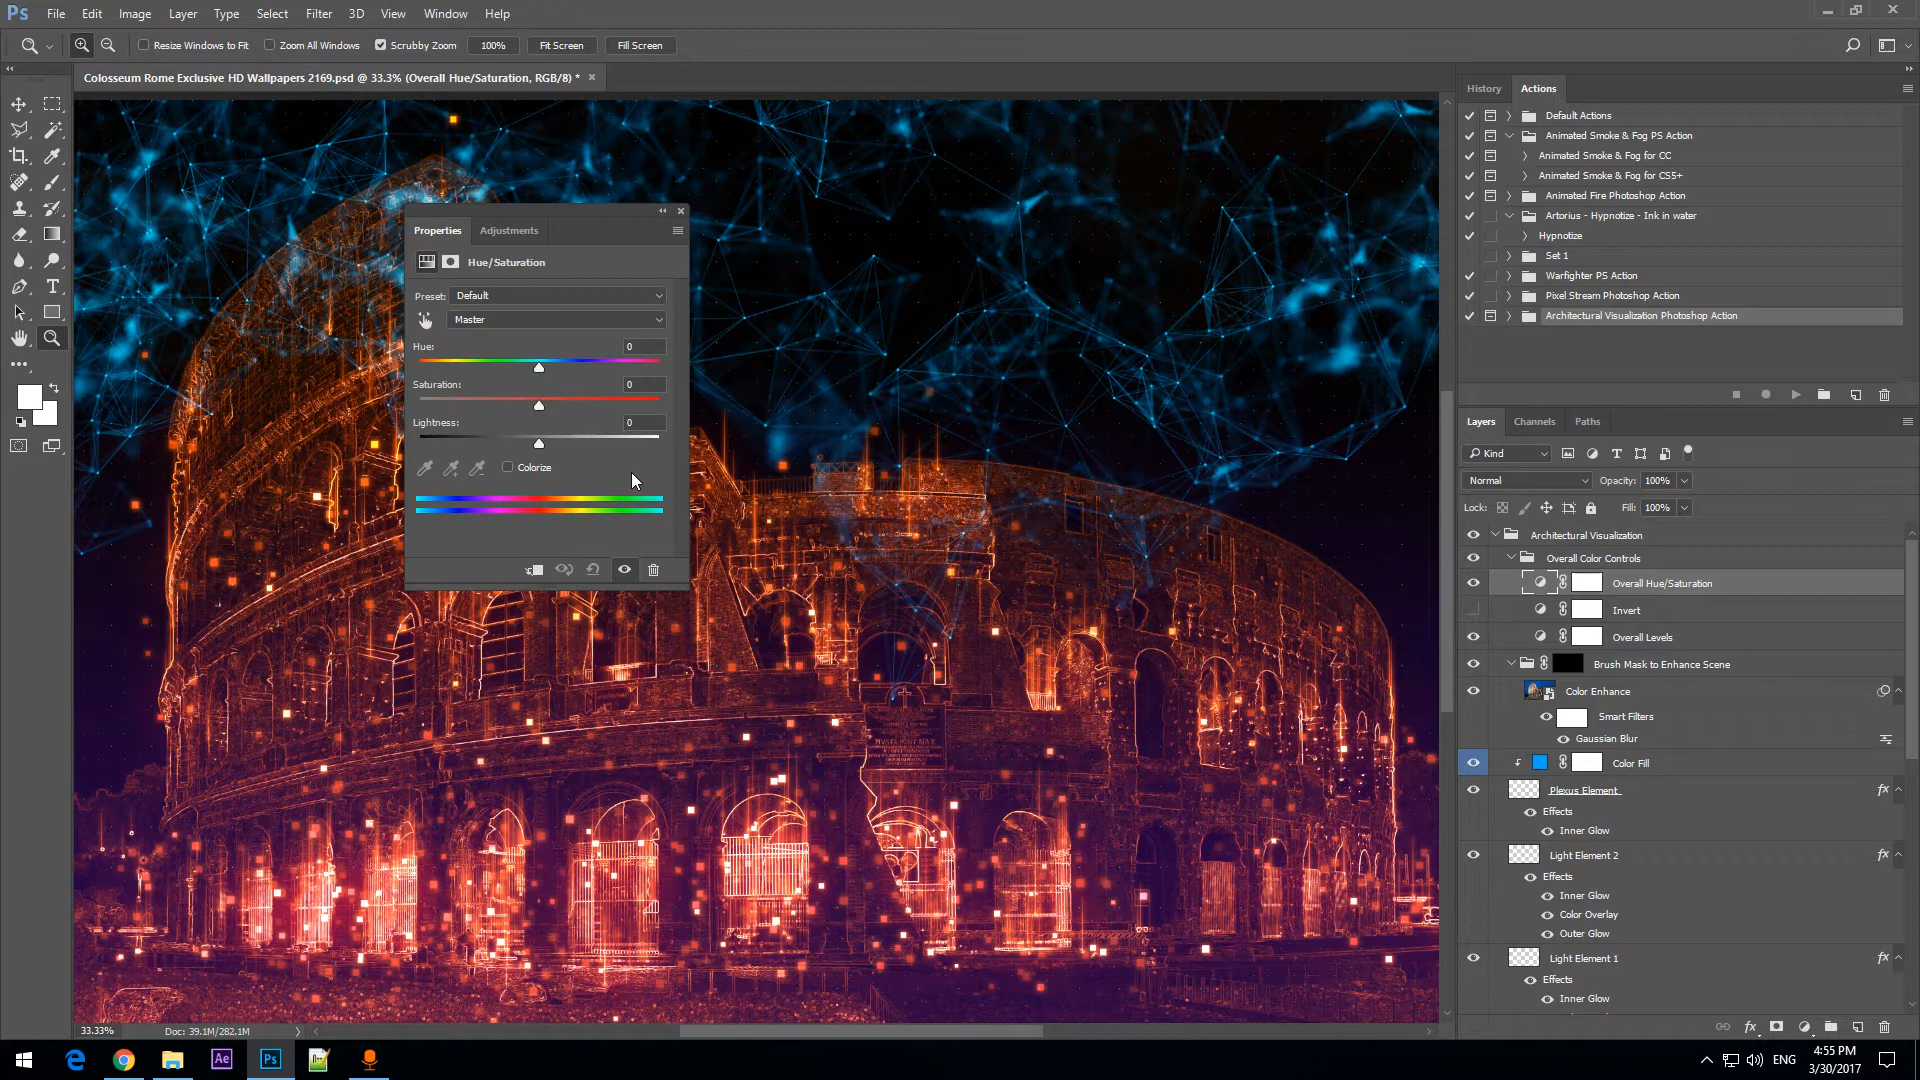 Ps File Edit Image Layer Type Select Filter 3D View Window Help
Resize Windows to Fit Zoom All Windows Scrubby Zoom 100% Fit Screen Fill Screen
Colosseum Rome Exclusive HD Wallpapers 2169.psd @ 33.3% (Overall Hue/Saturation, RGB/8) *
Properties Adjustments
Hue/Saturation
Preset: Default
Master
Hue: 0
Saturation: 0
Lightness: 0
Colorize
33.33% Doc: 39.1M/282.1M
History Actions
Default Actions
Animated Smoke & Fog PS Action
Animated Smoke & Fog for CC
Animated Smoke & Fog for CS5+
Animated Fire Photoshop Action
Artorius - Hypnotize - Ink in water
Hypnotize
Set 1
Warfighter PS Action
Pixel Stream Photoshop Action
Architectural Visualization Photoshop Action
Layers Channels Paths
Kind
Normal Opacity: 100%
Lock: Fill: 100%
Architectural Visualization
Overall Color Controls
Overall Hue/Saturation
Invert
Overall Levels
Brush Mask to Enhance Scene
Color Enhance
Smart Filters
Gaussian Blur
Color Fill
Plexus Element
fx
Effects
Inner Glow
Light Element 2
fx
Effects
Inner Glow
Color Overlay
Outer Glow
Light Element 1
fx
Effects
Inner Glow
fx
Ae Ps
ENG
4:55 PM
3/30/2017